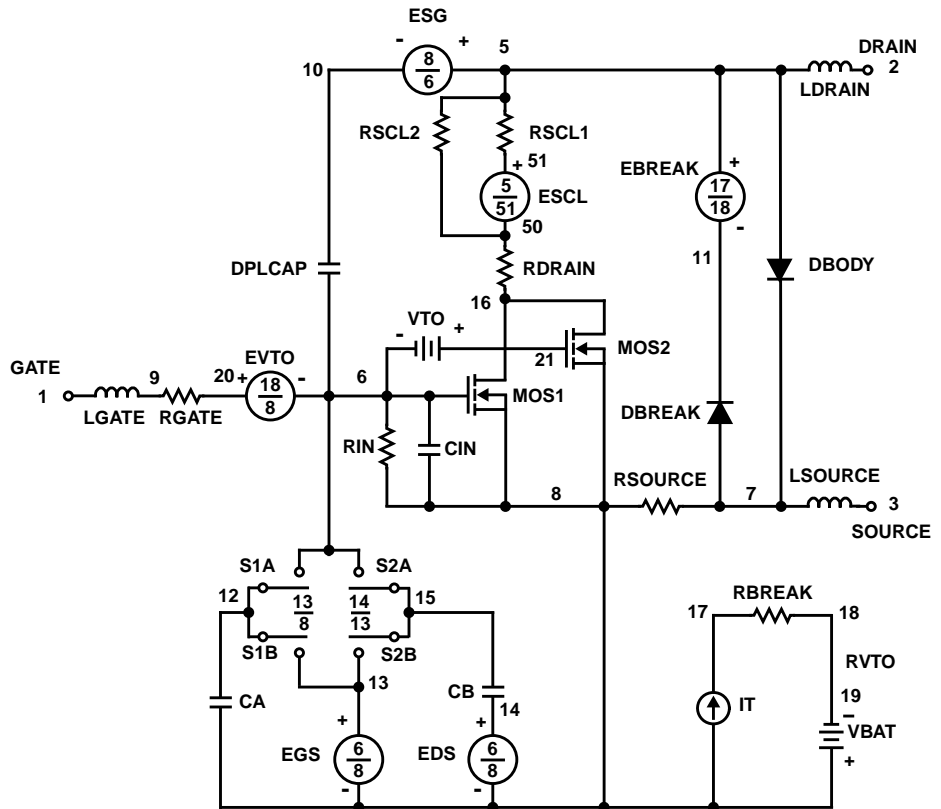 ESG
- +
8
6
5
10
DRAIN
2
LDRAIN
RSCL2
RSCL1
+ 51
5
51
ESCL
50
EBREAK
+
17
18
-
11
DPLCAP
RDRAIN
DBODY
16
- VTO +
21
MOS2
GATE
1
9
LGATE
RGATE
20
+
EVTO
18
8
-
6
MOS1
DBREAK
RIN
CIN
8
RSOURCE
7
LSOURCE
3
SOURCE
S1A
S2A
12
13
8
14
13
15
S1B
S2B
13
CA
CB
14
+
EGS
6
8
-
+
EDS
6
8
-
RBREAK
17
18
RVTO
19
IT
-
VBAT
+